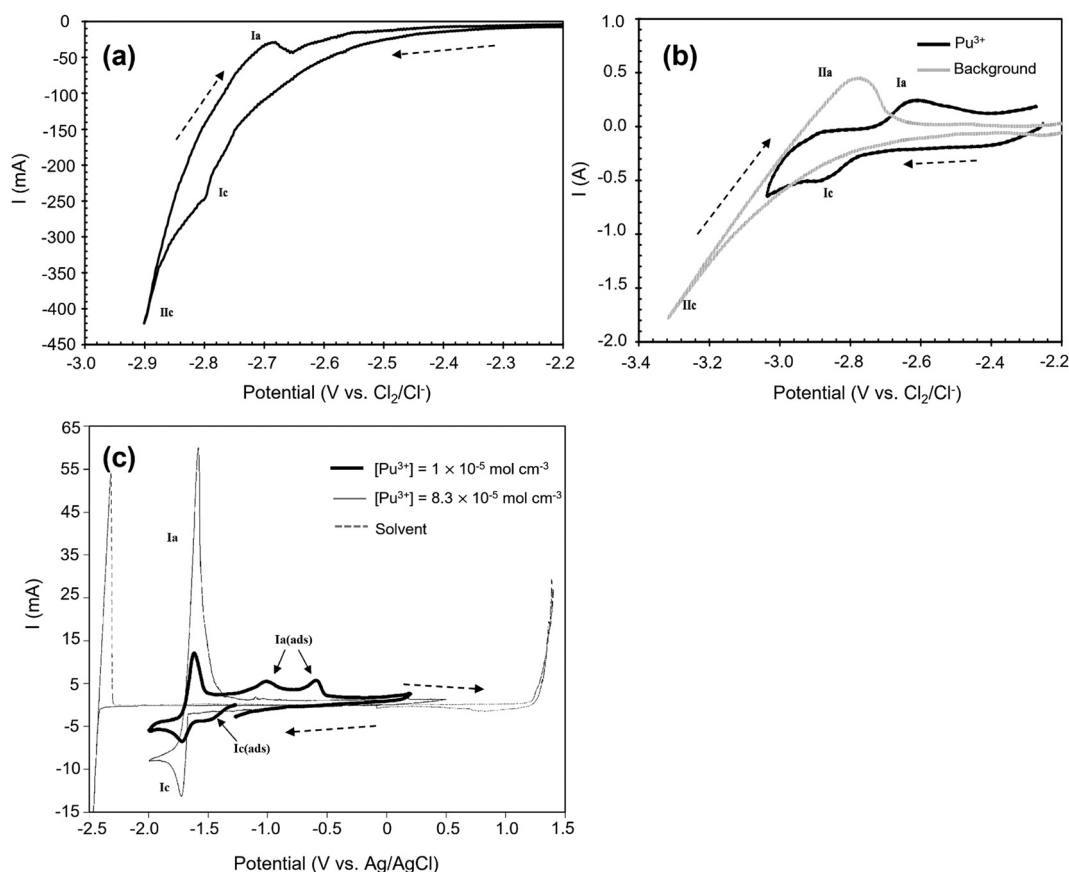 (a)
I (mA)
0
-50
-100
-150
-200
-250
-300
-350
-400
-450
Ia
Ic
IIc
-3.0
-2.9
-2.8
-2.7
-2.6
-2.5
-2.4
-2.3
-2.2
Potential (V vs. Cl₂/Cl⁻)
(b)
Pu³⁺
Background
I (A)
1.0
0.5
0.0
-0.5
-1.0
-1.5
-2.0
IIa
Ia
Ic
IIc
-3.4
-3.2
-3.0
-2.8
-2.6
-2.4
-2.2
Potential (V vs. Cl₂/Cl⁻)
(c)
[Pu³⁺] = 1 × 10⁻⁵ mol cm⁻³
[Pu³⁺] = 8.3 × 10⁻⁵ mol cm⁻³
Solvent
I (mA)
65
55
45
35
25
15
5
-5
-10
-15
Ia
Ia(ads)
Ic(ads)
Ic
-2.5
-2.0
-1.5
-1.0
-0.5
0.0
0.5
1.0
1.5
Potential (V vs. Ag/AgCl)